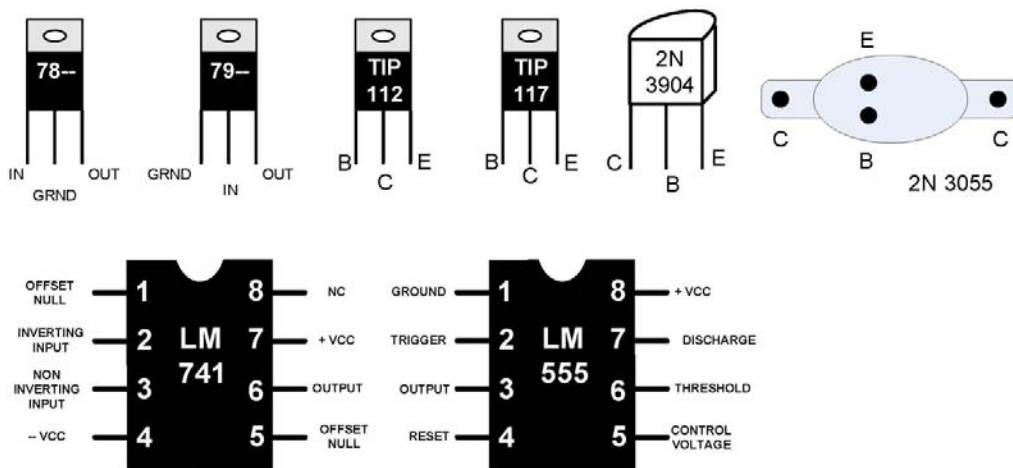 78--
IN
GRND
OUT
79--
GRND
IN
OUT
TIP
112
B
C
E
TIP
117
B
C
E
2N
3904
C
B
E
E
C
B
C
2N 3055
OFFSET
NULL
INVERTING
INPUT
NON
INVERTING
INPUT
-- VCC
1
2
3
4
LM
741
8
7
6
5
NC
+ VCC
OUTPUT
OFFSET
NULL
GROUND
TRIGGER
OUTPUT
RESET
1
2
3
4
LM
555
8
7
6
5
+ VCC
DISCHARGE
THRESHOLD
CONTROL
VOLTAGE